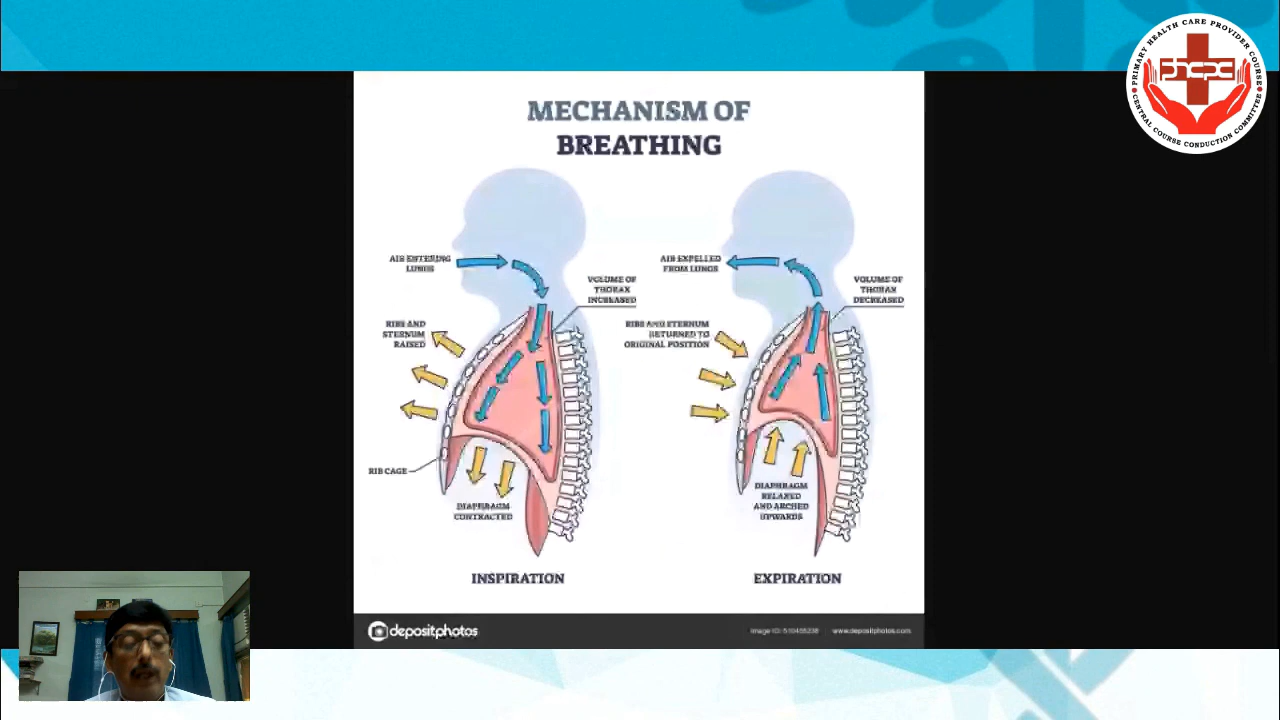 MECHANISM OF
BREATHING
AIR ENTERING
LUNGS
VOLUME OF
THORAX
INCREASED
RIBS AND
STERNUM
RAISED
RIB CAGE
DIAPHRAGM
CONTRACTED
INSPIRATION
AIR EXPELLED
FROM LUNGS
VOLUME OF
THORAX
DECREASED
RIBS AND STERNUM
RETURNED TO
ORIGINAL POSITION
DIAPHRAGM
RELAXED
AND ARCHED
UPWARDS
EXPIRATION
depositphotos
www.depositphotos.com
PRIMARY HEALTH CARE PROVIDER COURSE
phcpc
CENTRAL COURSE CONDUCTION COMMITTEE